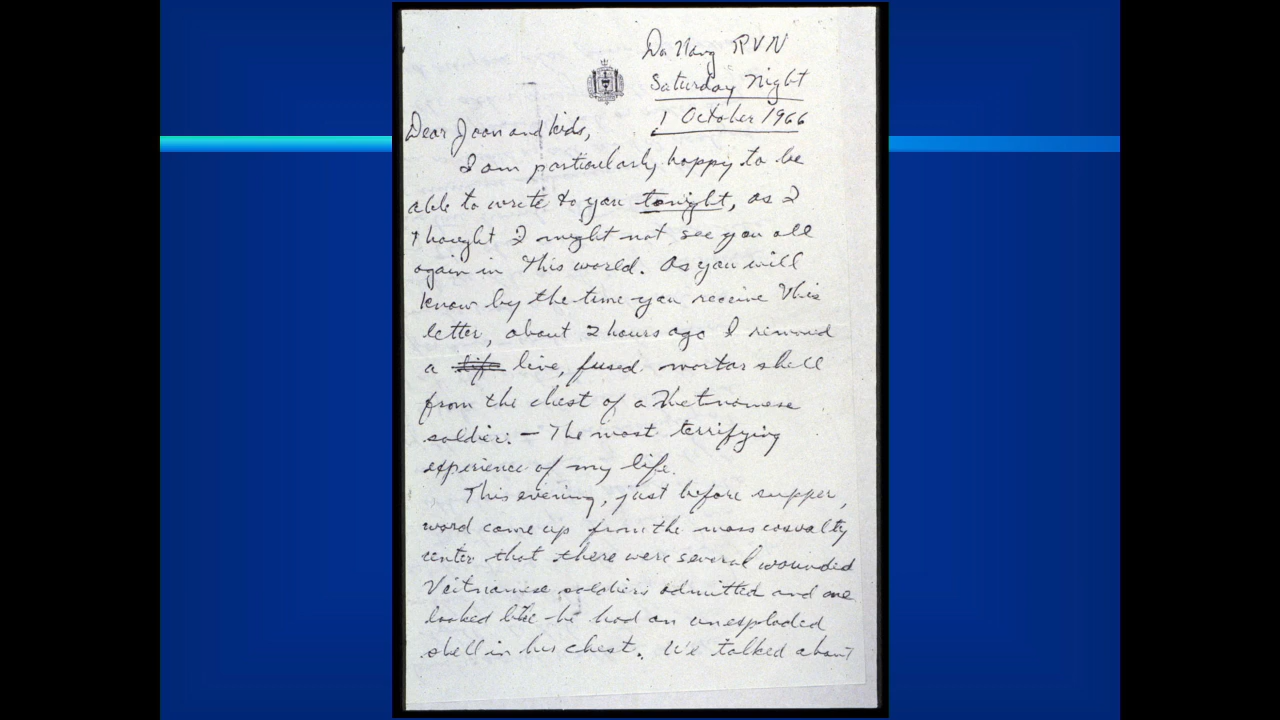 Da Nang RVN
Saturday Night
1 October 1966
Dear Joan and kids,
I am particularly happy to be
able to write to you tonight, as I
thought I might not see you all
again in this world. As you will
know by the time you receive this
letter, about 2 hours ago I removed
a life live, fused mortar shell
from the chest of a Vietnamese
soldier. — The most terrifying
experience of my life.
This evening, just before supper,
word came up from the mass casualty
center that there were several wounded
Veitnamese soldiers admitted and one
looked like he had an unexploded
shell in his chest. We talked about